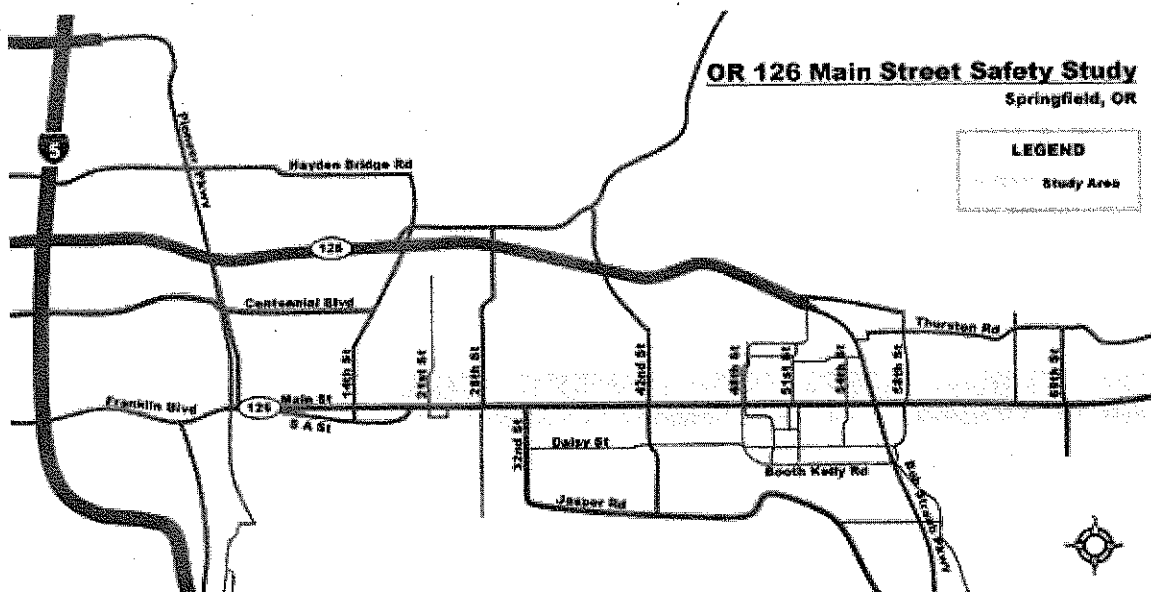 OR 126 Main Street Safety Study
Springfield, OR
LEGEND
Study Area
5
Pioneer Pkwy
Hayden Bridge Rd
126
Centennial Blvd
Thurston Rd
14th St
21st St
28th St
42nd St
48th St
51st St
54th St
58th St
69th St
Franklin Blvd
126
Main St
S A St
32nd St
Daisy St
Booth Kelly Rd
Jasper Rd
Bob Straub Pkwy